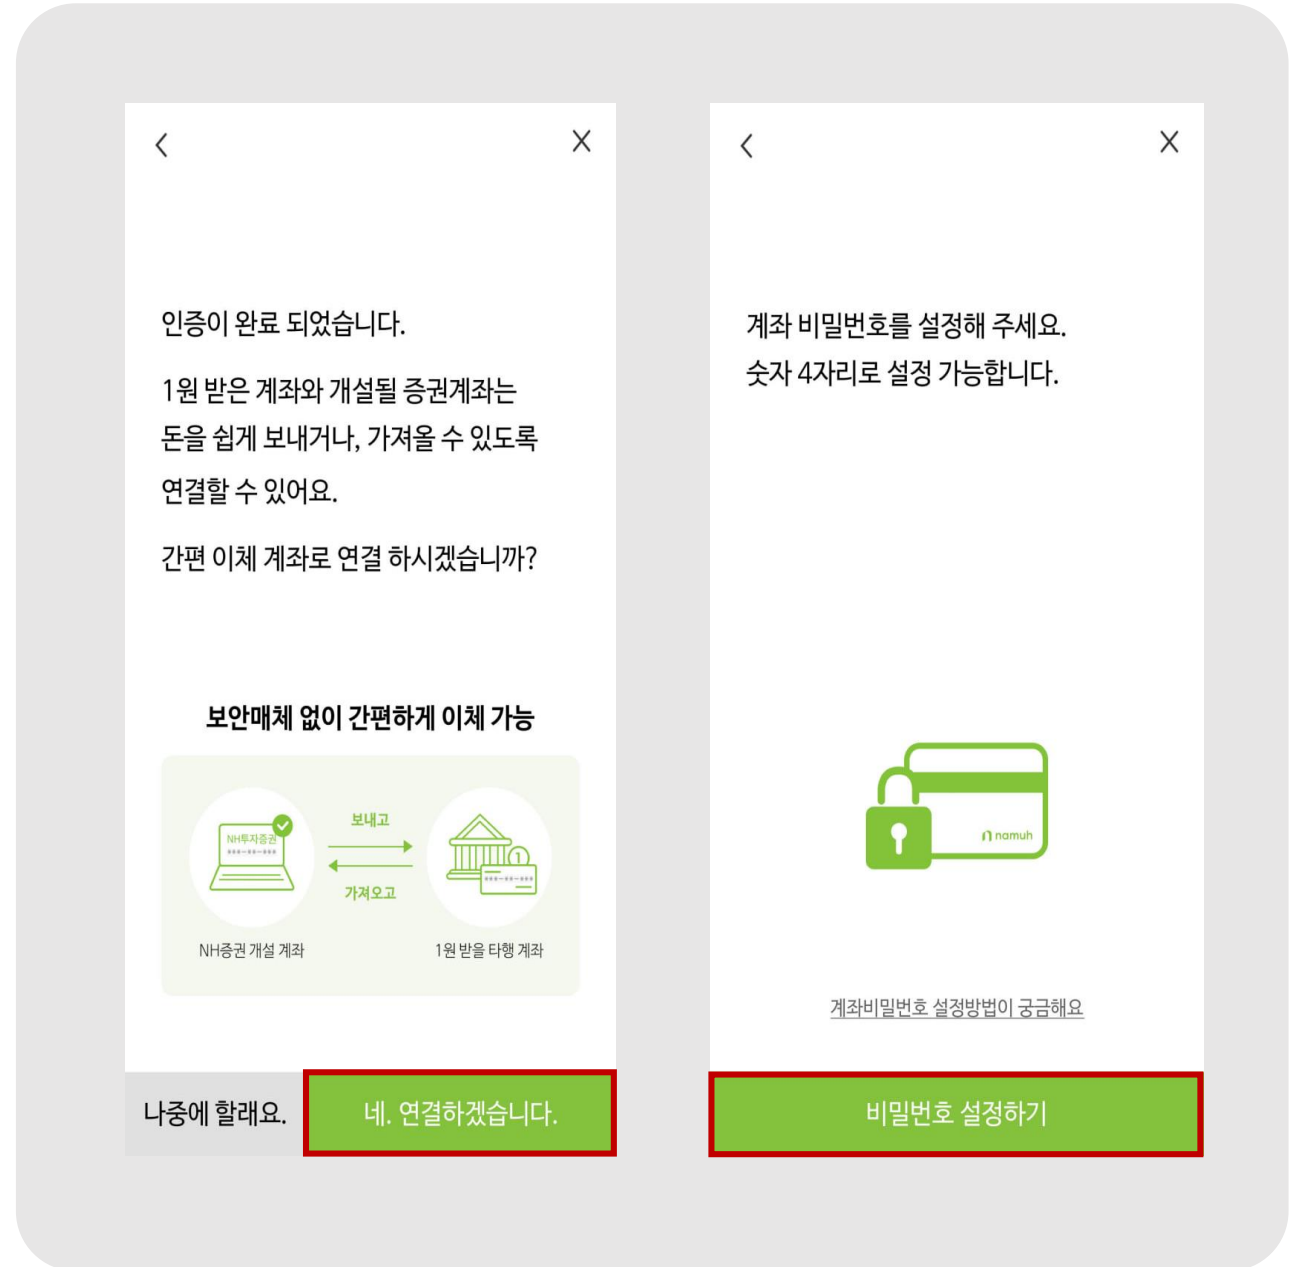 인증이 완료 되었습니다.
1원 받은 계좌와 개설될 증권계좌는
돈을 쉽게 보내거나, 가져올 수 있도록
연결할 수 있어요.
간편 이체 계좌로 연결 하시겠습니까?
보안매체 없이 간편하게 이체 가능
NH투자증권
***-**-***
보내고
가져오고
1
***-**-***
NH증권 개설 계좌
1원 받을 타행 계좌
나중에 할래요.
네. 연결하겠습니다.
계좌 비밀번호를 설정해 주세요.
숫자 4자리로 설정 가능합니다.
namuh
계좌비밀번호 설정방법이 궁금해요
비밀번호 설정하기